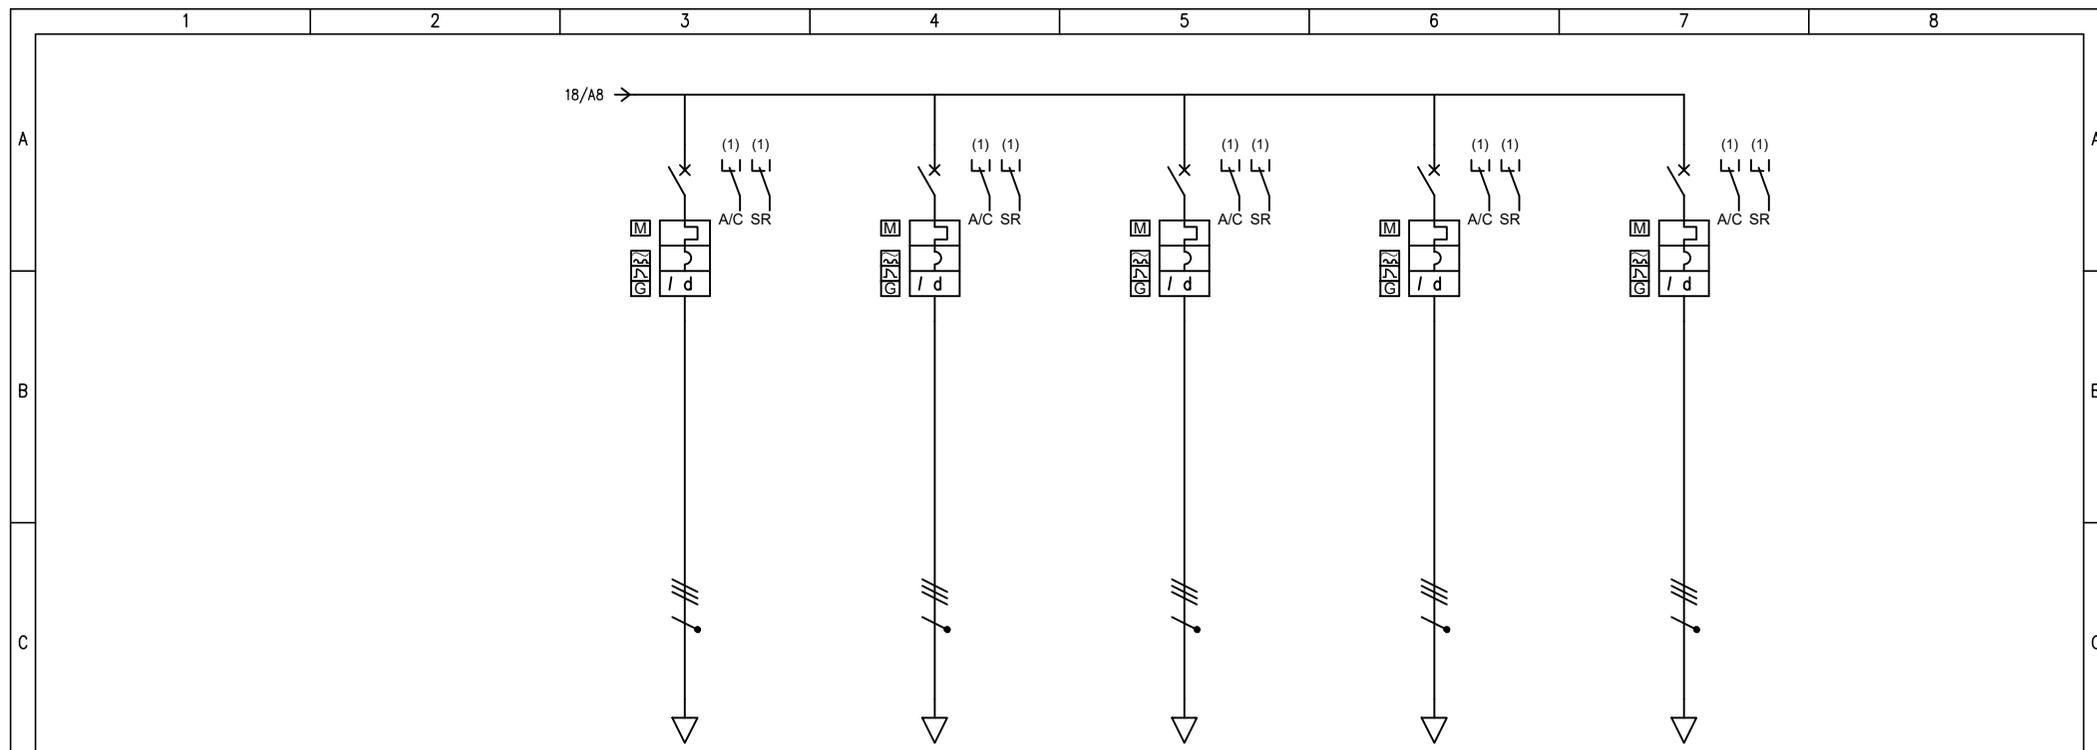 1 2 3 4 5 6 7 8
18/A8
A A
(1) (1) (1) (1) (1) (1) (1) (1) (1) (1)
A/C SR A/C SR A/C SR A/C SR A/C SR
M M M M M
G I d G I d G I d G I d G I d
B B
C C